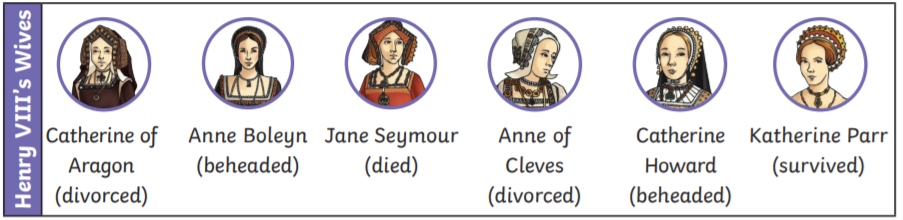 Henry VIII's Wives
Catherine of
Aragon
(divorced)
Anne Boleyn
(beheaded)
Jane Seymour
(died)
Anne of
Cleves
(divorced)
Catherine
Howard
(beheaded)
Katherine Parr
(survived)